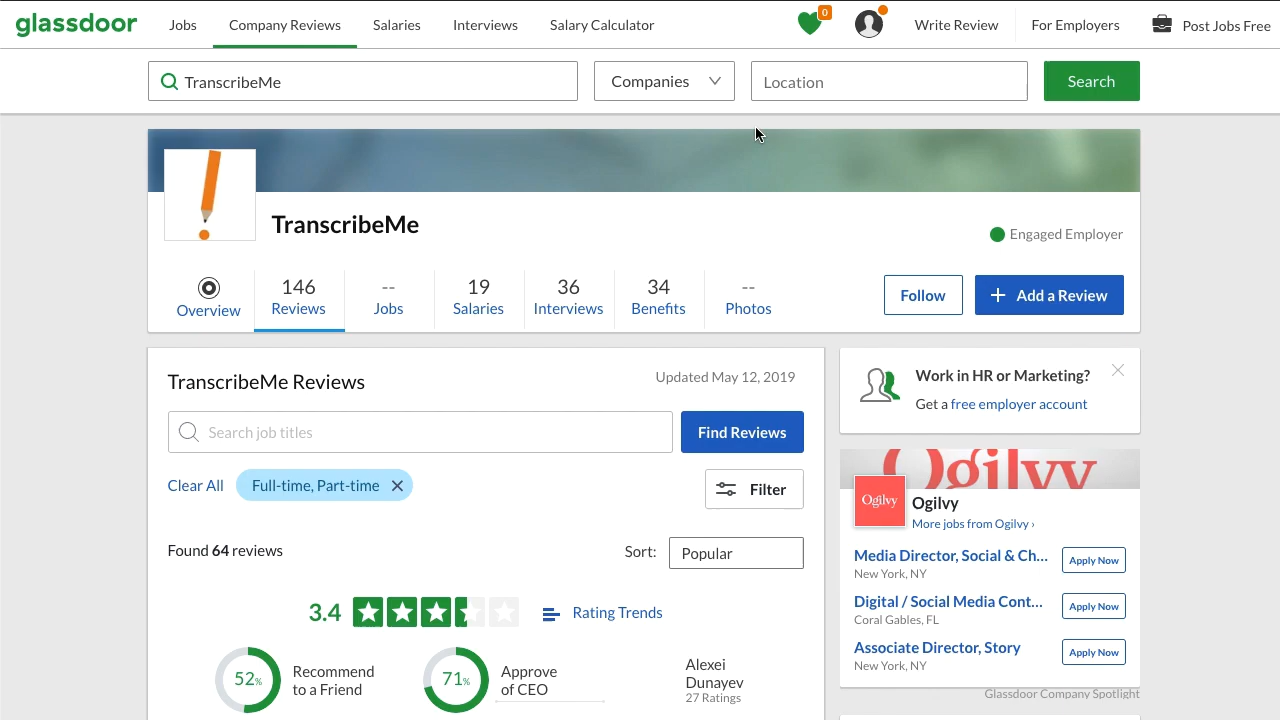 glassdoor
Jobs
Company Reviews
Salaries
Interviews
Salary Calculator
0
Write Review
For Employers
Post Jobs Free
TranscribeMe
Companies
Location
Search
TranscribeMe
Engaged Employer
Overview
146
Reviews
--
Jobs
19
Salaries
36
Interviews
34
Benefits
--
Photos
Follow
Add a Review
TranscribeMe Reviews
Updated May 12, 2019
Search job titles
Find Reviews
Clear All
Full-time, Part-time
Filter
Found 64 reviews
Sort:
Popular
3.4
Rating Trends
52%
Recommend
to a Friend
71%
Approve
of CEO
Alexei
Dunayev
27 Ratings
Work in HR or Marketing?
Get a free employer account
Ogilvy
Ogilvy
Ogilvy
More jobs from Ogilvy ›
Media Director, Social & Ch...
New York, NY
Apply Now
Digital / Social Media Cont...
Coral Gables, FL
Apply Now
Associate Director, Story
New York, NY
Apply Now
Glassdoor Company Spotlight